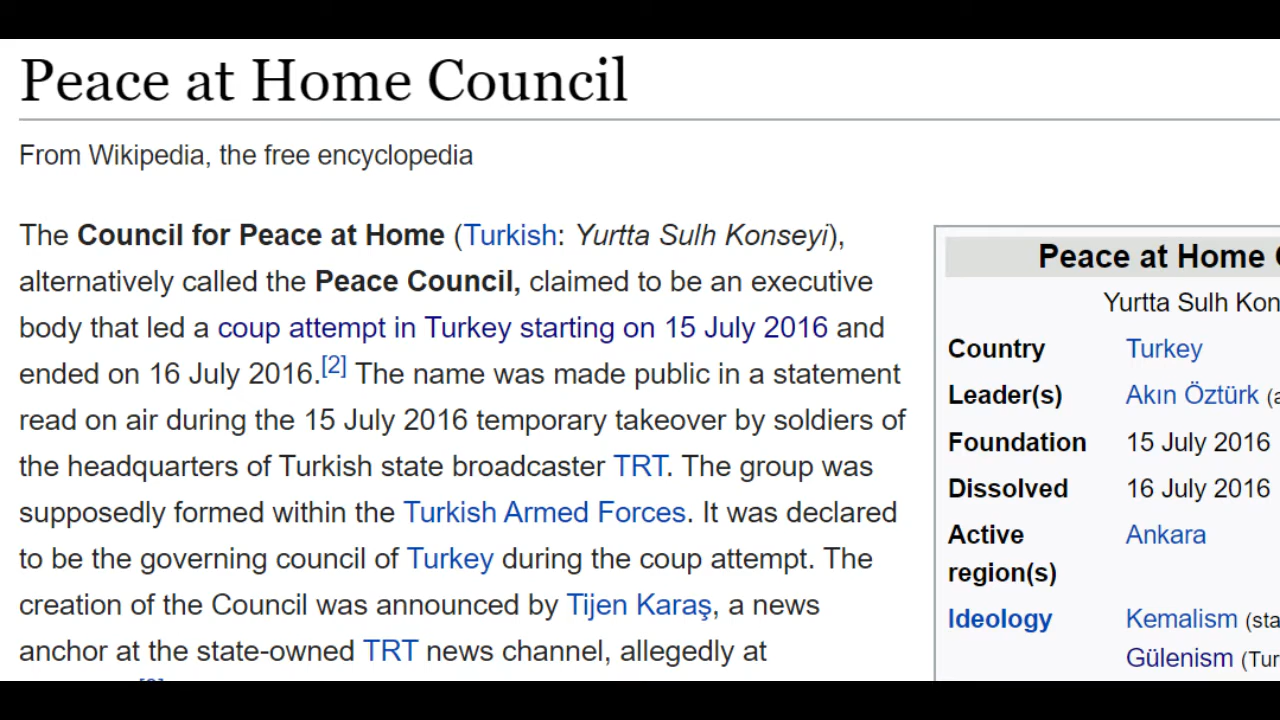 Peace at Home Council
From Wikipedia, the free encyclopedia
The Council for Peace at Home (Turkish: Yurtta Sulh Konseyi),
alternatively called the Peace Council, claimed to be an executive
body that led a coup attempt in Turkey starting on 15 July 2016 and
ended on 16 July 2016.[2] The name was made public in a statement
read on air during the 15 July 2016 temporary takeover by soldiers of
the headquarters of Turkish state broadcaster TRT. The group was
supposedly formed within the Turkish Armed Forces. It was declared
to be the governing council of Turkey during the coup attempt. The
creation of the Council was announced by Tijen Karaş, a news
anchor at the state-owned TRT news channel, allegedly at
Peace at Home
Yurtta Sulh Kon
Country Turkey
Leader(s) Akın Öztürk (a
Foundation 15 July 2016
Dissolved 16 July 2016
Active Ankara
region(s)
Ideology Kemalism (sta
Gülenism (Tur